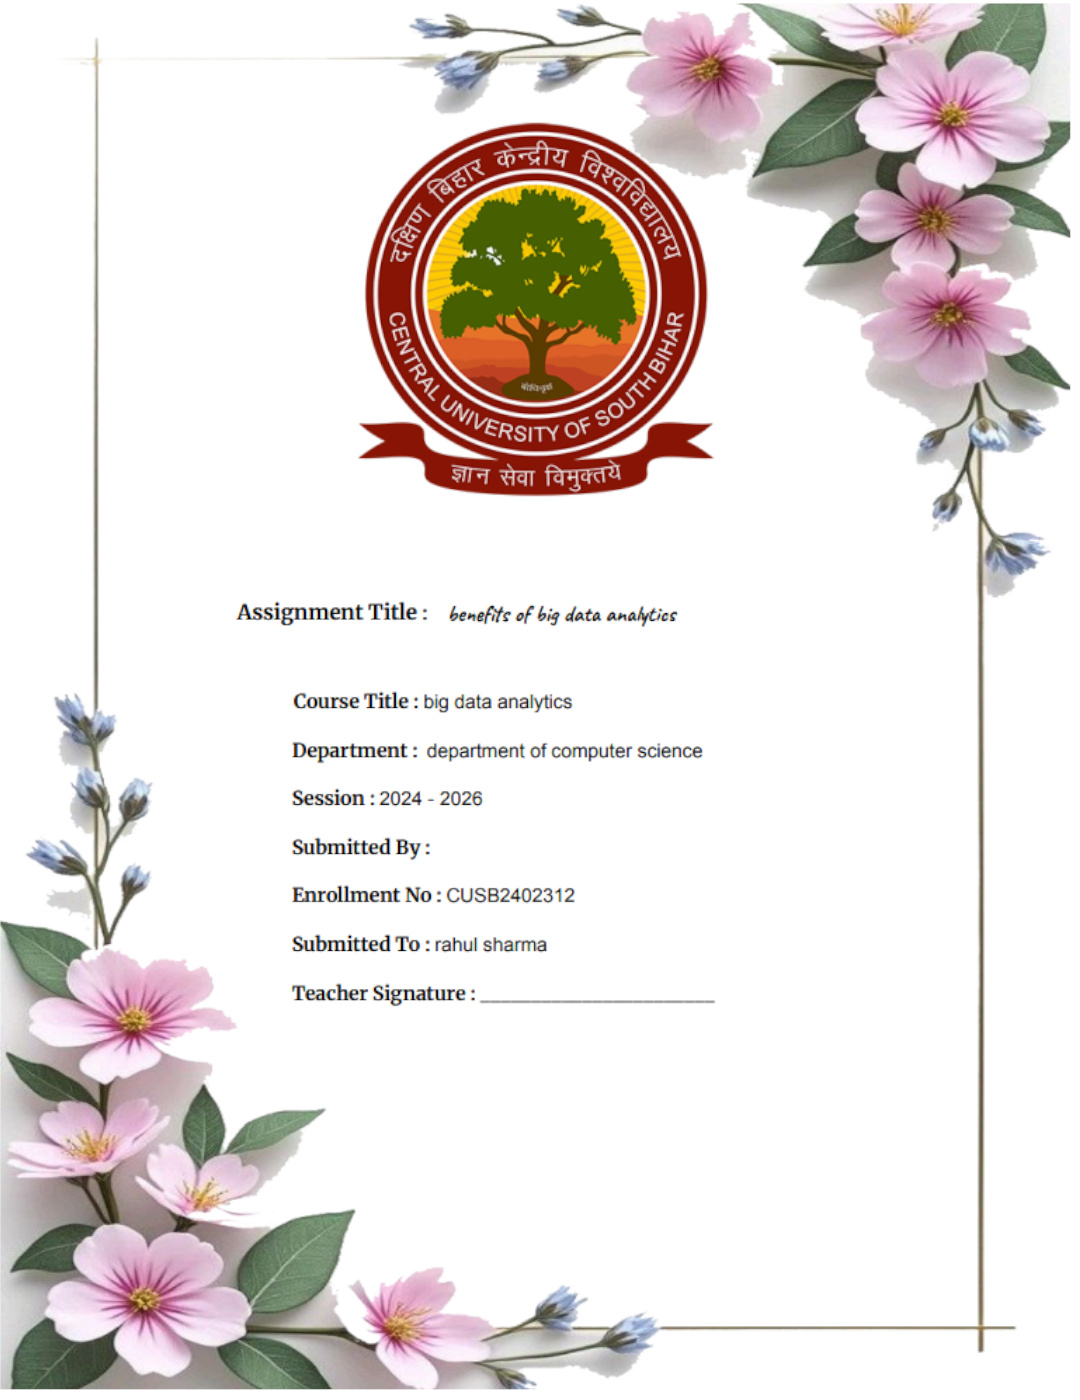 दक्षिण बिहार केन्द्रीय विश्वविद्यालय
CENTRAL UNIVERSITY OF SOUTH BIHAR
ज्ञान सेवा विमुक्तये
Assignment Title : benefits of big data analytics
Course Title : big data analytics
Department : department of computer science
Session : 2024 - 2026
Submitted By :
Enrollment No : CUSB2402312
Submitted To : rahul sharma
Teacher Signature : ______________________